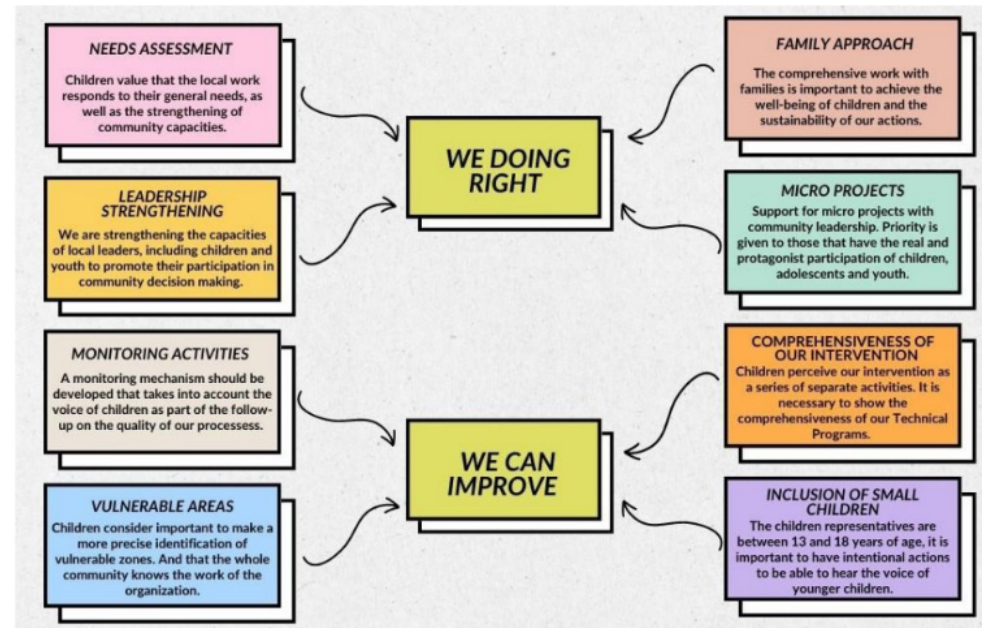 NEEDS ASSESSMENT
Children value that the local work
responds to their general needs, as
well as the strengthening of
community capacities.
LEADERSHIP
STRENGTHENING
We are strengthening the capacities
of local leaders, including children and
youth to promote their participation in
community decision making.
WE DOING
RIGHT
FAMILY APPROACH
The comprehensive work with
families is important to achieve the
well-being of children and the
sustainability of our actions.
MICRO PROJECTS
Support for micro projects with
community leadership. Priority is
given to those that have the real and
protagonist participation of children,
adolescents and youth.
MONITORING ACTIVITIES
A monitoring mechanism should be
developed that takes into account the
voice of children as part of the follow-
up on the quality of our processess.
VULNERABLE AREAS
Children consider important to make a
more precise identification of
vulnerable zones. And that the whole
community knows the work of the
organization.
WE CAN
IMPROVE
COMPREHENSIVENESS OF
OUR INTERVENTION
Children perceive our intervention as
a series of separate activities. It is
necessary to show the
comprehensiveness of our Technical
Programs.
INCLUSION OF SMALL
CHILDREN
The children representatives are
between 13 and 18 years of age, it is
important to have intentional actions
to be able to hear the voice of
younger children.